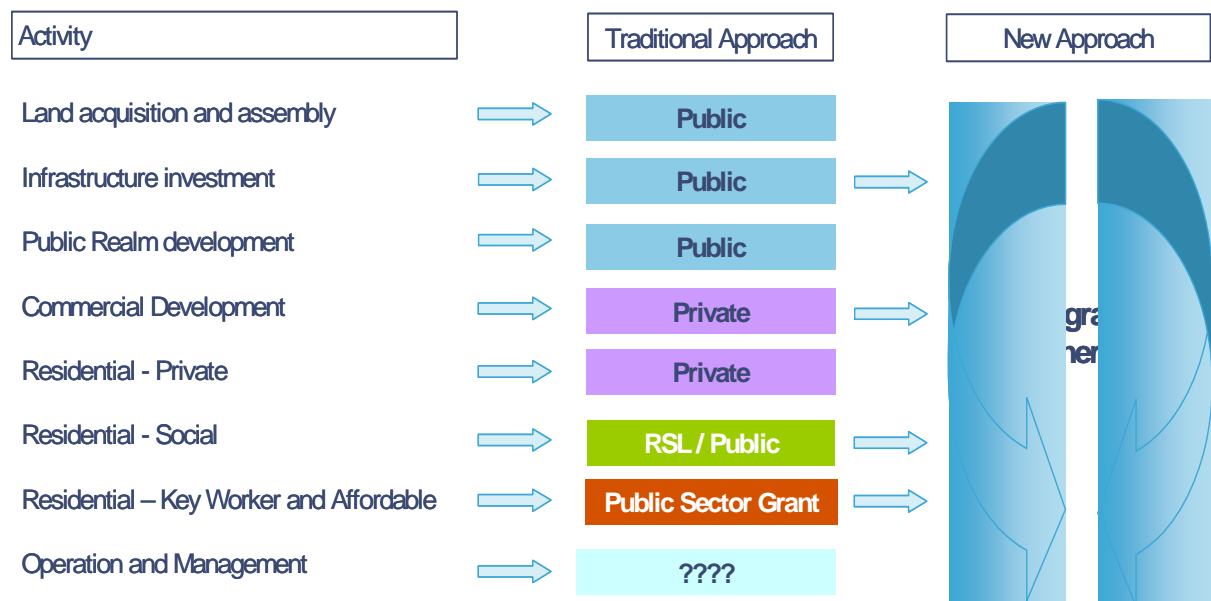 Activity
Traditional Approach
New Approach
Land acquisition and assembly
Public
Infrastructure investment
Public
Public Realm development
Public
Commercial Development
Private
Residential - Private
Private
Residential - Social
RSL / Public
Residential – Key Worker and Affordable
Public Sector Grant
Operation and Management
????